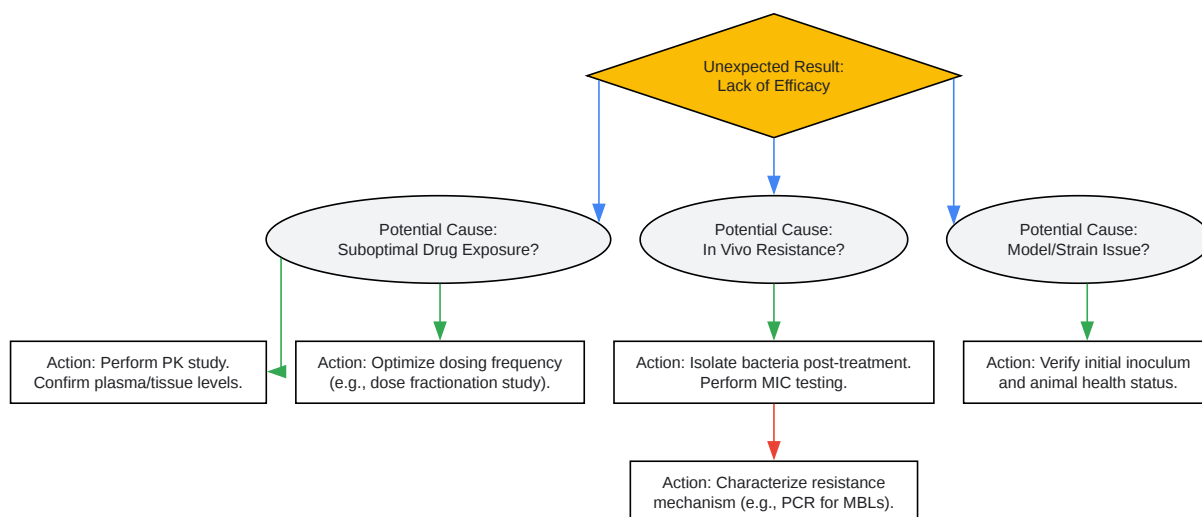 Unexpected Result:
Lack of Efficacy
Potential Cause:
Suboptimal Drug Exposure?
Potential Cause:
In Vivo Resistance?
Potential Cause:
Model/Strain Issue?
Action: Perform PK study.
Confirm plasma/tissue levels.
Action: Optimize dosing frequency
(e.g., dose fractionation study).
Action: Isolate bacteria post-treatment.
Perform MIC testing.
Action: Verify initial inoculum
and animal health status.
Action: Characterize resistance
mechanism (e.g., PCR for MBLs).